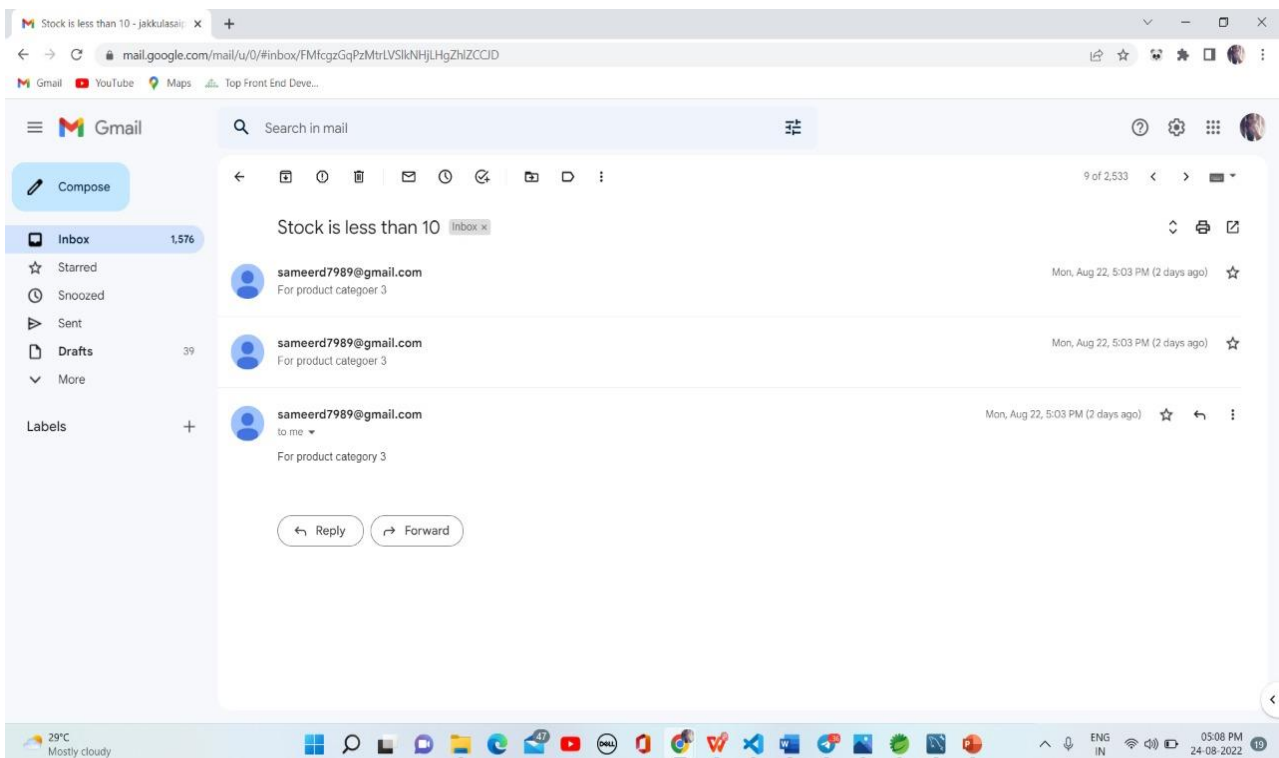 Stock is less than 10 - jakkulasaip
mail.google.com/mail/u/0/#inbox/FMfcgzGqPzMtrLVSlkNHjLHgZhlZCCJD
Gmail YouTube Maps Top Front End Deve...
Gmail
Search in mail
Compose
9 of 2,533
Inbox 1,576
Starred
Snoozed
Sent
Drafts 39
More
Labels
Stock is less than 10 Inbox ×
sameerd7989@gmail.com Mon, Aug 22, 5:03 PM (2 days ago)
For product categoer 3
sameerd7989@gmail.com Mon, Aug 22, 5:03 PM (2 days ago)
For product categoer 3
sameerd7989@gmail.com Mon, Aug 22, 5:03 PM (2 days ago)
to me
For product category 3
Reply Forward
29°C
Mostly cloudy
47
DELL
ENG
IN
05:08 PM
24-08-2022
19